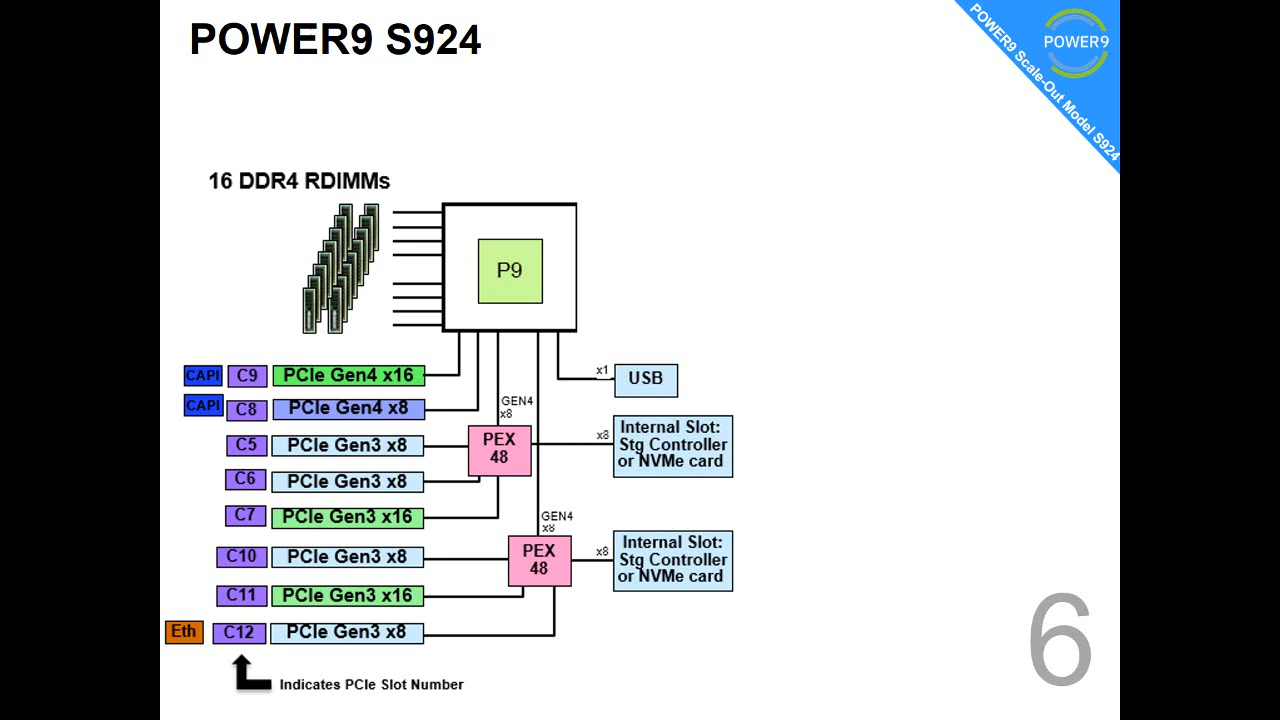 POWER9 S924
POWER9
POWER9 Scale-Out Model S924
16 DDR4 RDIMMs
P9
CAPI C9 PCIe Gen4 x16
x1 USB
CAPI C8 PCIe Gen4 x8
GEN4
x8
C5 PCIe Gen3 x8
PEX
48
x8
Internal Slot:
Stg Controller
or NVMe card
C6 PCIe Gen3 x8
C7 PCIe Gen3 x16
GEN4
x8
C10 PCIe Gen3 x8
PEX
48
x8
Internal Slot:
Stg Controller
or NVMe card
C11 PCIe Gen3 x16
Eth C12 PCIe Gen3 x8
Indicates PCIe Slot Number
6